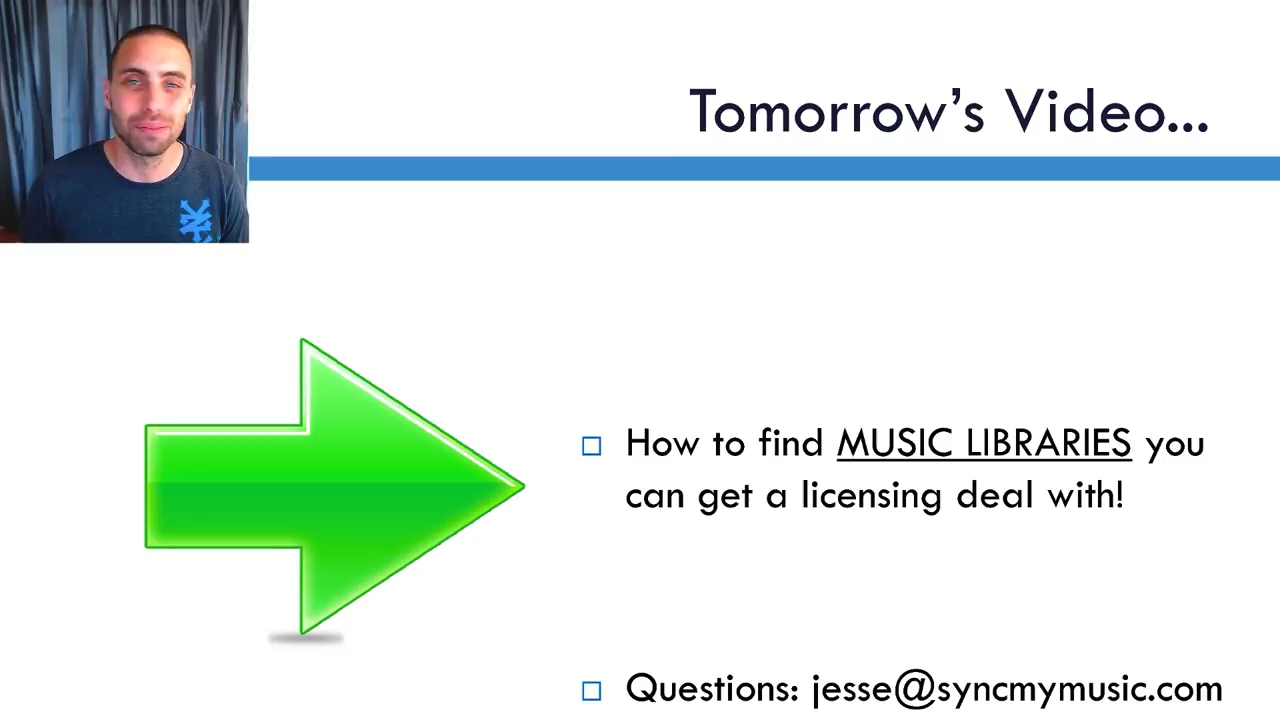 Tomorrow’s Video...
How to find MUSIC LIBRARIES you
can get a licensing deal with!
Questions: jesse@syncmymusic.com